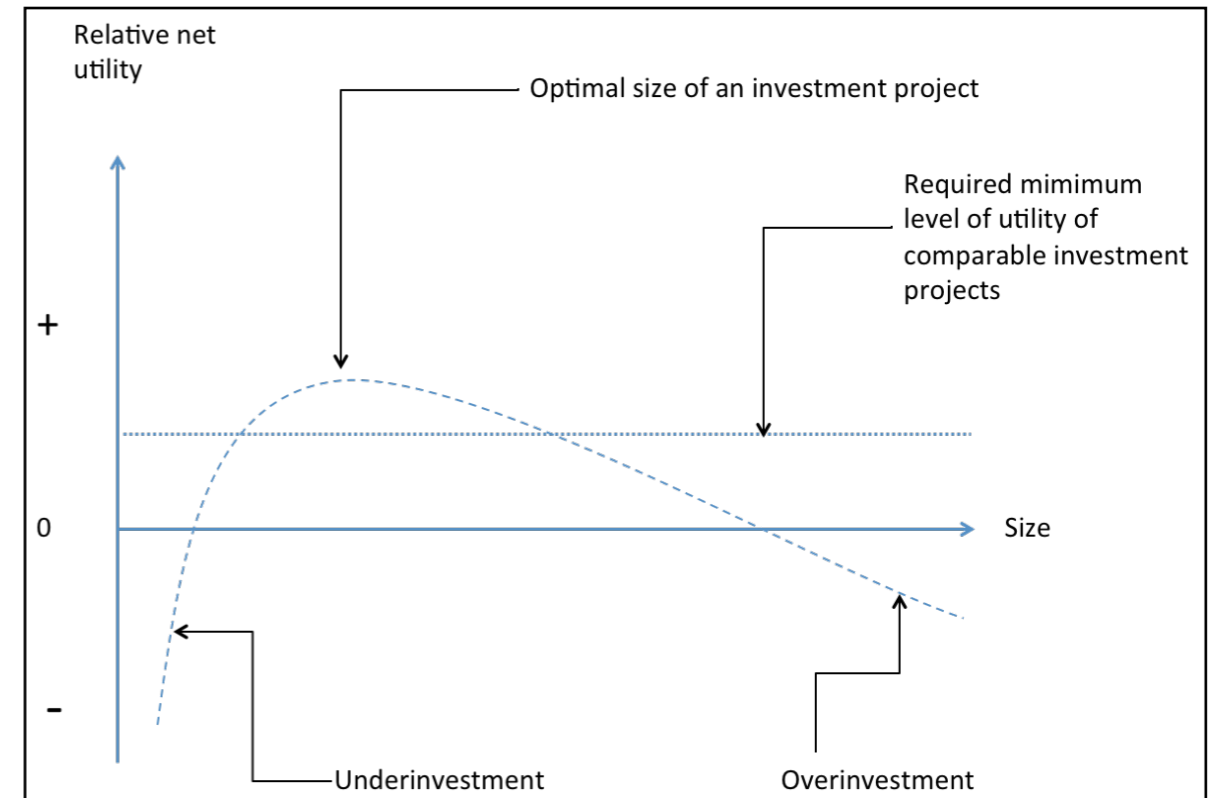 Relative net
utility
Optimal size of an investment project
Required mimimum
level of utility of
comparable investment
projects
+
0
Size
-
Underinvestment
Overinvestment